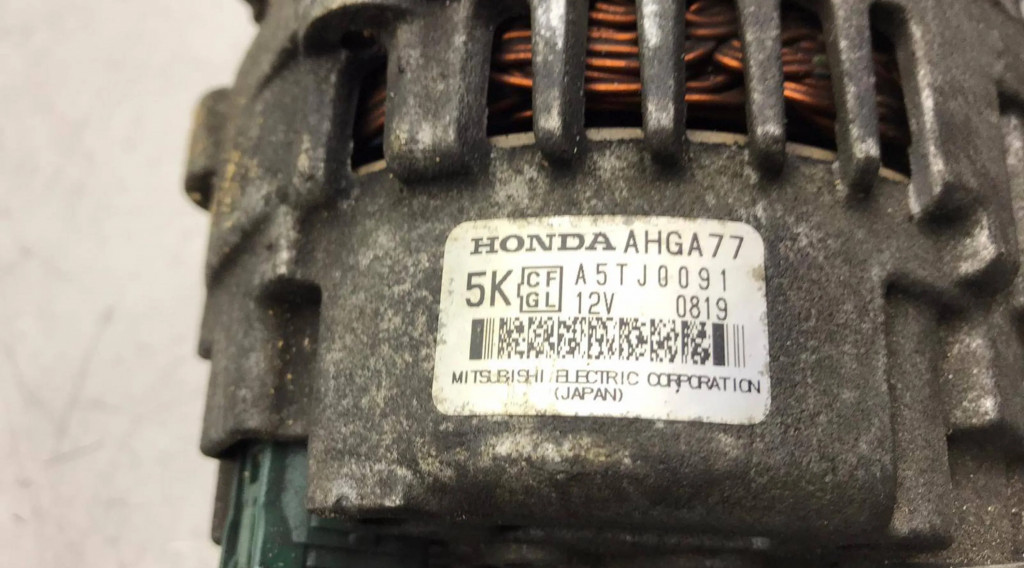 HONDA AHGA77
5K CF GL A5TJ0091
12V 0819
MITSUBISHI ELECTRIC CORPORATION
(JAPAN)